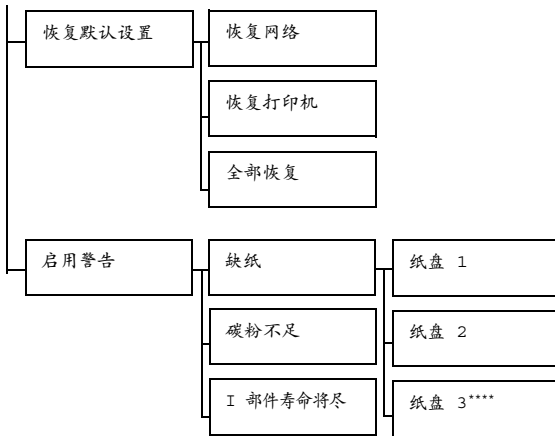 恢复默认设置
恢复网络
恢复打印机
全部恢复
启用警告
缺纸
纸盘 1
碳粉不足
纸盘 2
I 部件寿命将尽
纸盘 3****